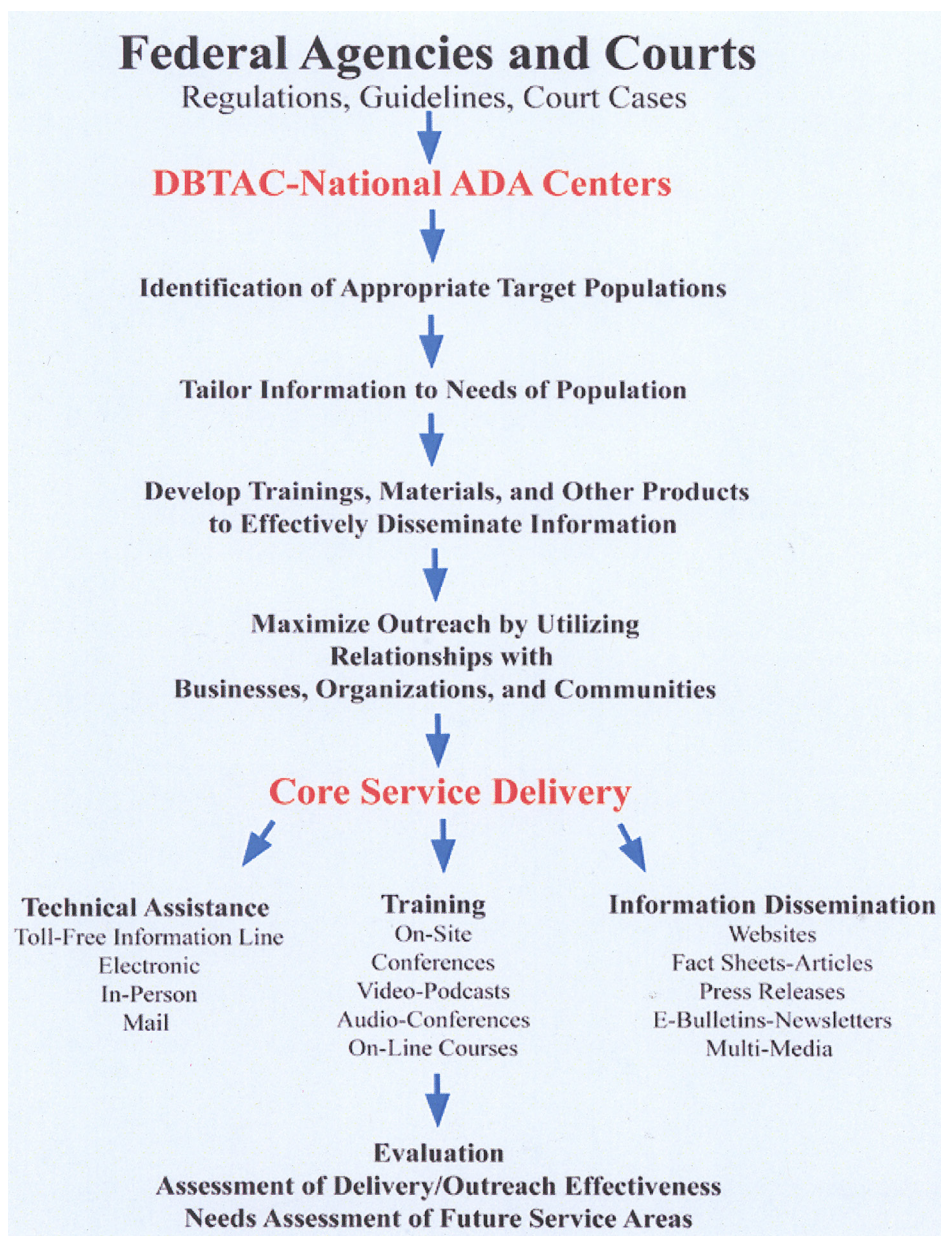 Federal Agencies and Courts
Regulations, Guidelines, Court Cases
DBTAC-National ADA Centers
Identification of Appropriate Target Populations
Tailor Information to Needs of Population
Develop Trainings, Materials, and Other Products
to Effectively Disseminate Information
Maximize Outreach by Utilizing
Relationships with
Businesses, Organizations, and Communities
Core Service Delivery
Technical Assistance
Toll-Free Information Line
Electronic
In-Person
Mail
Training
On-Site
Conferences
Video-Podcasts
Audio-Conferences
On-Line Courses
Information Dissemination
Websites
Fact Sheets-Articles
Press Releases
E-Bulletins-Newsletters
Multi-Media
Evaluation
Assessment of Delivery/Outreach Effectiveness
Needs Assessment of Future Service Areas